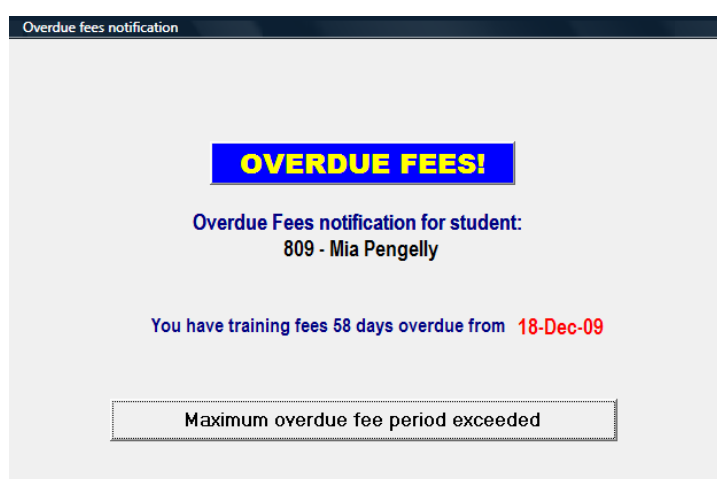 Overdue fees notification
OVERDUE FEES!
Overdue Fees notification for student:
809 - Mia Pengelly
You have training fees 58 days overdue from 18-Dec-09
Maximum overdue fee period exceeded